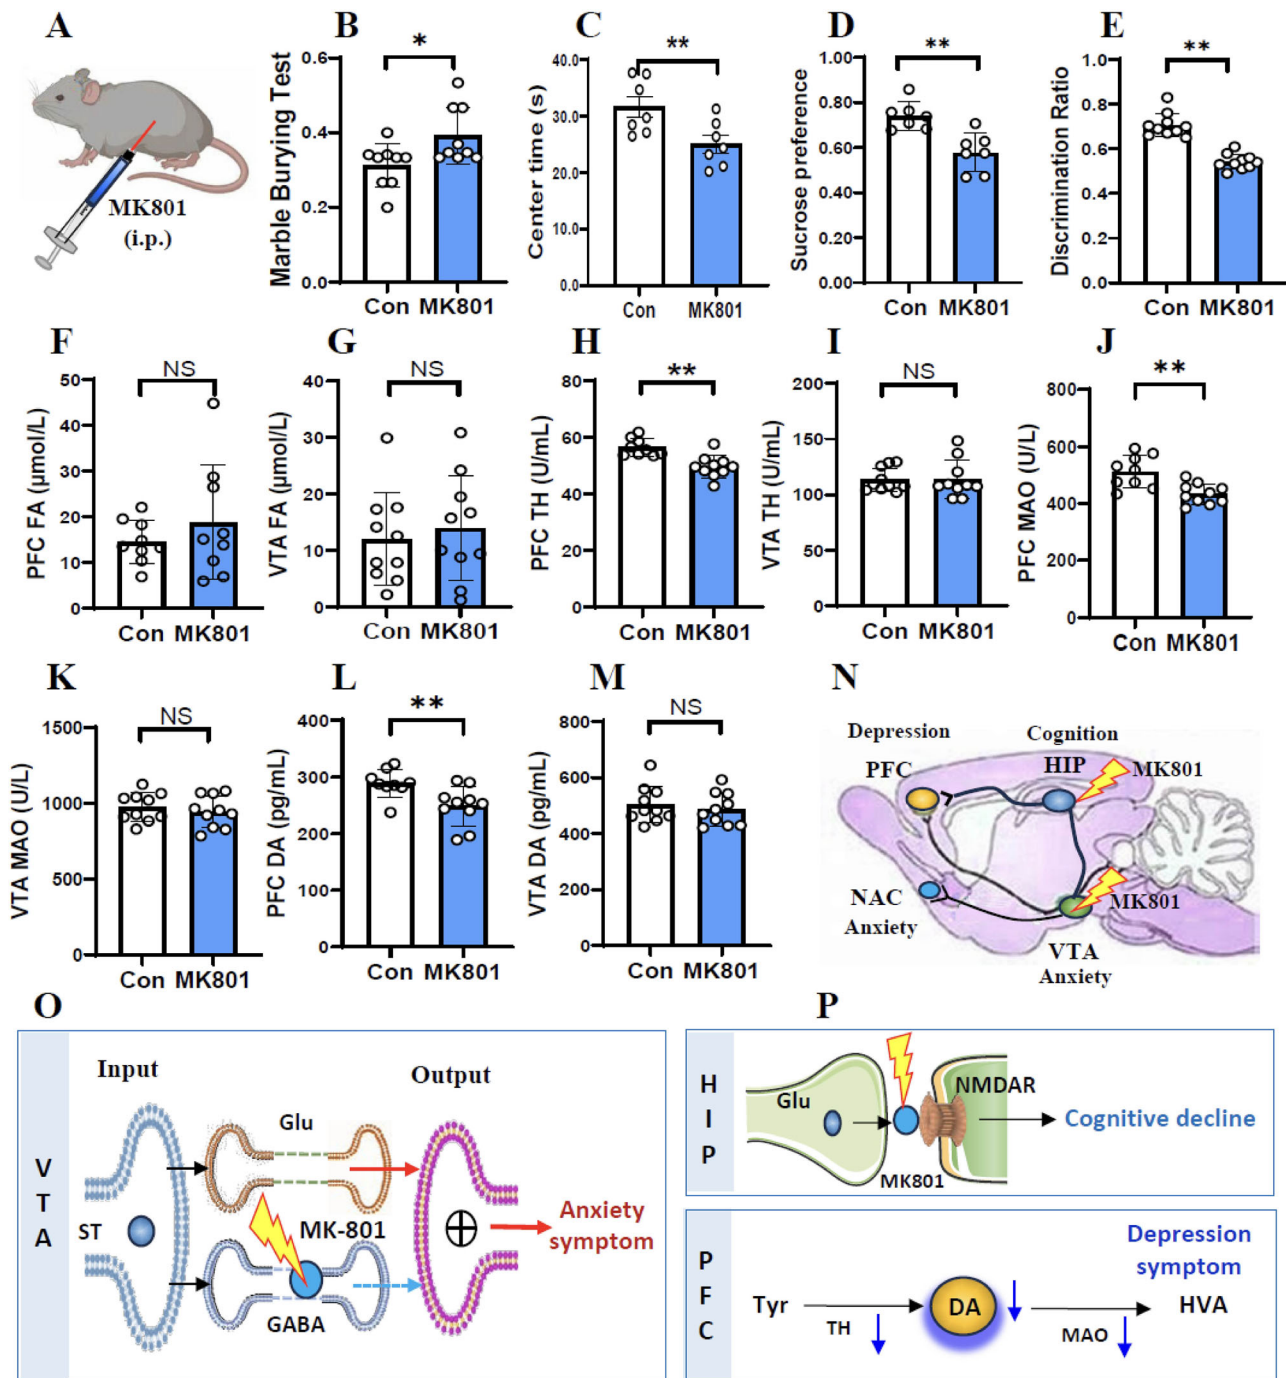 A
MK801
(i.p.)
B
Marble Burying Test
*
0.6
0.4
0.2
0.0
Con MK801
C
Center time (s)
**
40.0
30.0
20.0
10.0
0.0
Con MK801
D
Sucrose preference
**
1.00
0.80
0.60
0.40
0.20
0.00
Con MK801
E
Discrimination Ratio
**
1.0
0.8
0.6
0.4
0.2
0.0
Con MK801
F
PFC FA (μmol/L)
NS
50
40
30
20
10
0
Con MK801
G
VTA FA (μmol/L)
NS
40
30
20
10
0
Con MK801
H
PFC TH (U/mL)
**
80
60
40
20
0
Con MK801
I
VTA TH (U/mL)
NS
200
150
100
50
0
Con MK801
J
PFC MAO (U/L)
**
800
600
400
200
0
Con MK801
K
VTA MAO (U/L)
NS
1500
1000
500
0
Con MK801
L
PFC DA (pg/mL)
**
400
300
200
100
0
Con MK801
M
VTA DA (pg/mL)
NS
800
600
400
200
0
Con MK801
N
Depression
PFC
Cognition
HIP
MK801
NAC
Anxiety
MK801
VTA
Anxiety
O
VTA
Input
Output
Glu
ST
MK-801
GABA
Anxiety
symptom
P
HIP
Glu
NMDAR
MK801
Cognitive decline
PFC
Depression
symptom
Tyr
TH
DA
MAO
HVA